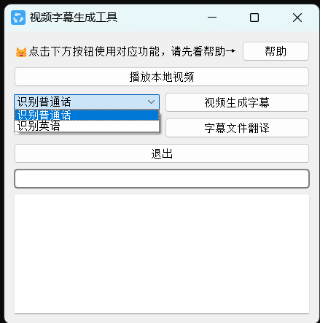 视频字幕生成工具
点击下方按钮使用对应功能，请先看帮助→
帮助
播放本地视频
识别普通话
视频生成字幕
识别普通话
识别英语
字幕文件翻译
退出